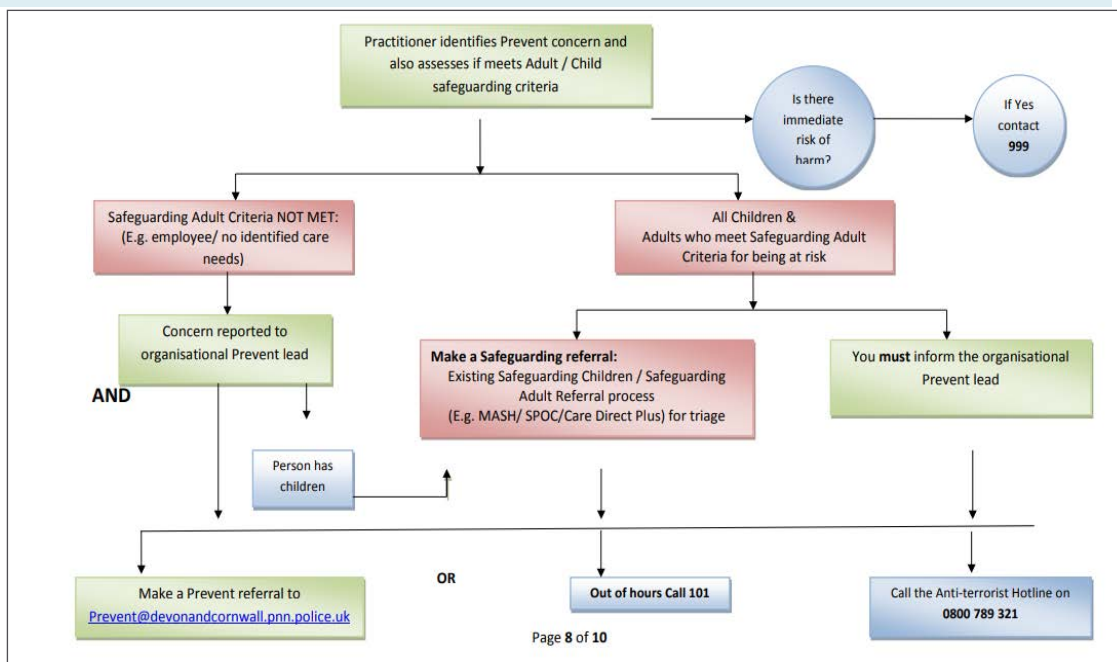 Practitioner identifies Prevent concern and
also assesses if meets Adult / Child
safeguarding criteria
Is there
immediate
risk of
harm?
If Yes
contact
999
Safeguarding Adult Criteria NOT MET:
(E.g. employee/ no identified care
needs)
All Children &
Adults who meet Safeguarding Adult
Criteria for being at risk
Concern reported to
organisational Prevent lead
Make a Safeguarding referral:
Existing Safeguarding Children / Safeguarding
Adult Referral process
(E.g. MASH/ SPOC/Care Direct Plus) for triage
You must inform the organisational
Prevent lead
AND
Person has
children
Make a Prevent referral to
Prevent@devonandcornwall.pnn.police.uk
OR
Out of hours Call 101
Call the Anti-terrorist Hotline on
0800 789 321
Page 8 of 10